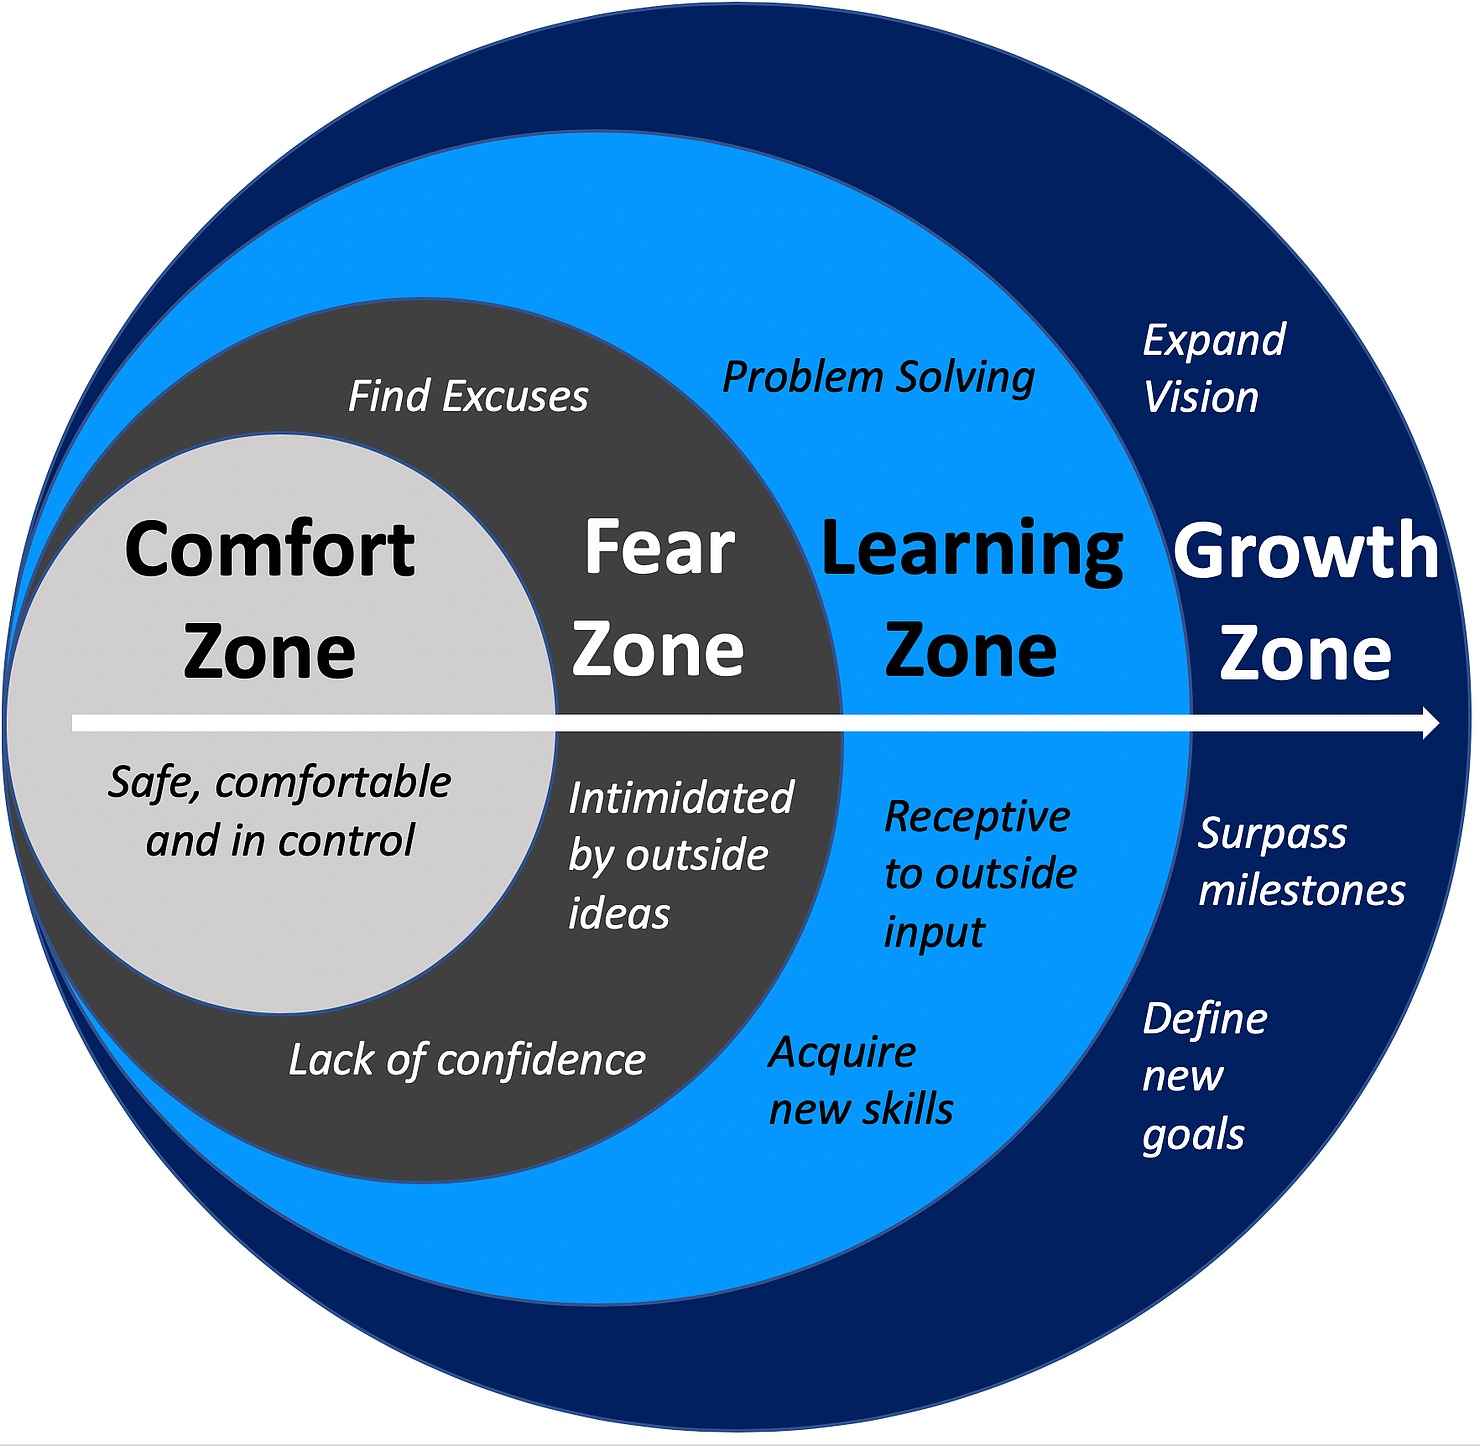 Expand
Vision
Problem Solving
Find Excuses
Comfort
Zone
Fear
Zone
Learning
Zone
Growth
Zone
Safe, comfortable
and in control
Intimidated
by outside
ideas
Receptive
to outside
input
Surpass
milestones
Lack of confidence
Acquire
new skills
Define
new
goals